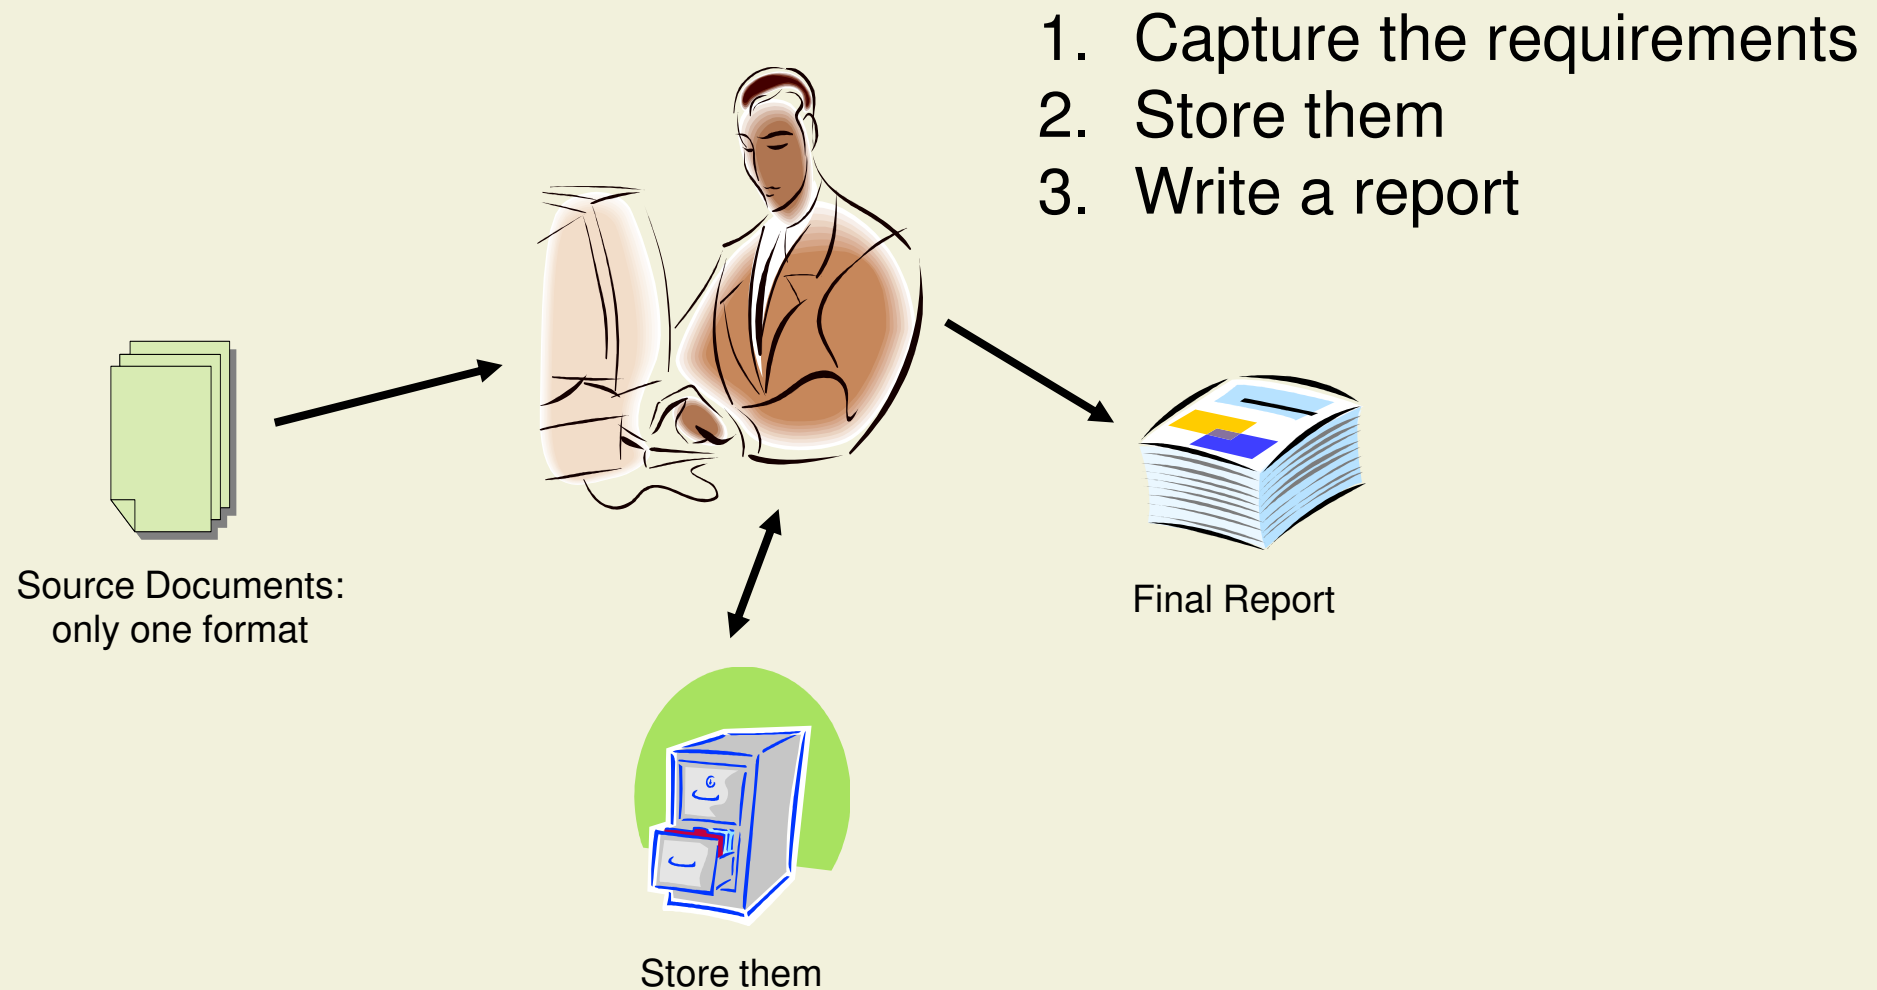 1. Capture the requirements
2. Store them
3. Write a report
Source Documents:
only one format
Final Report
Store them